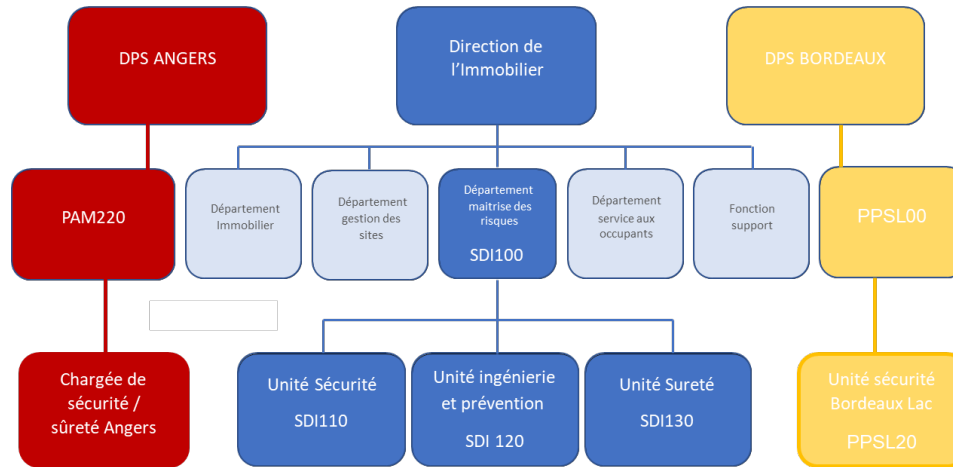 DPS ANGERS
Direction de
l'Immobilier
DPS BORDEAUX
PAM220
Département
Immobilier
Département
gestion des
sites
Département
maitrise des
risques
SDI100
Département
service aux
occupants
Fonction
support
PPSL00
Chargée de
sécurité /
sûreté Angers
Unité Sécurité
SDI110
Unité ingénierie
et prévention
SDI 120
Unité Sureté
SDI130
Unité sécurité
Bordeaux Lac
PPSL20